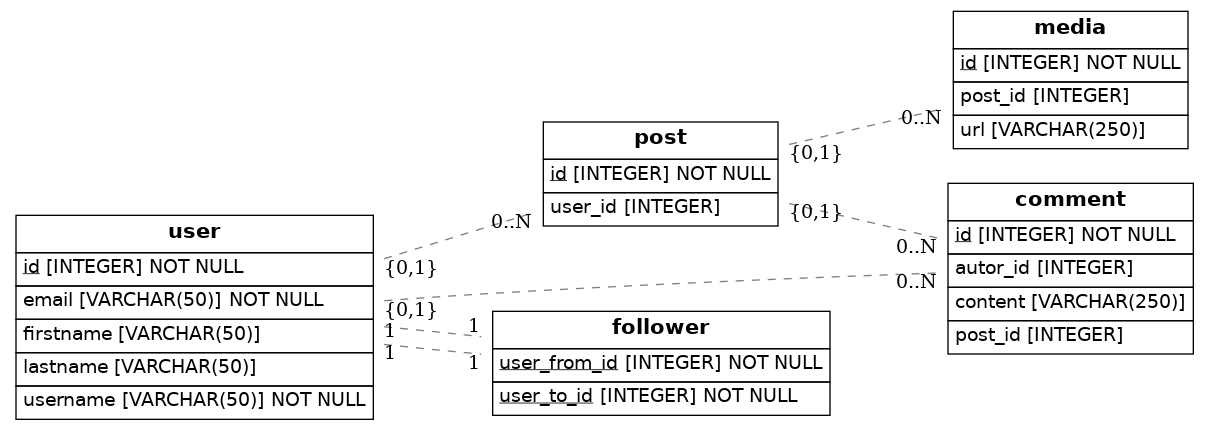 media
id [INTEGER] NOT NULL
post_id [INTEGER]
url [VARCHAR(250)]
0..N
{0,1}
post
id [INTEGER] NOT NULL
user_id [INTEGER]
{0,1}
0..N
comment
id [INTEGER] NOT NULL
autor_id [INTEGER]
content [VARCHAR(250)]
post_id [INTEGER]
0..N
0..N
{0,1}
user
id [INTEGER] NOT NULL
email [VARCHAR(50)] NOT NULL
firstname [VARCHAR(50)]
lastname [VARCHAR(50)]
username [VARCHAR(50)] NOT NULL
{0,1}
1
1
1
1
follower
user_from_id [INTEGER] NOT NULL
user_to_id [INTEGER] NOT NULL